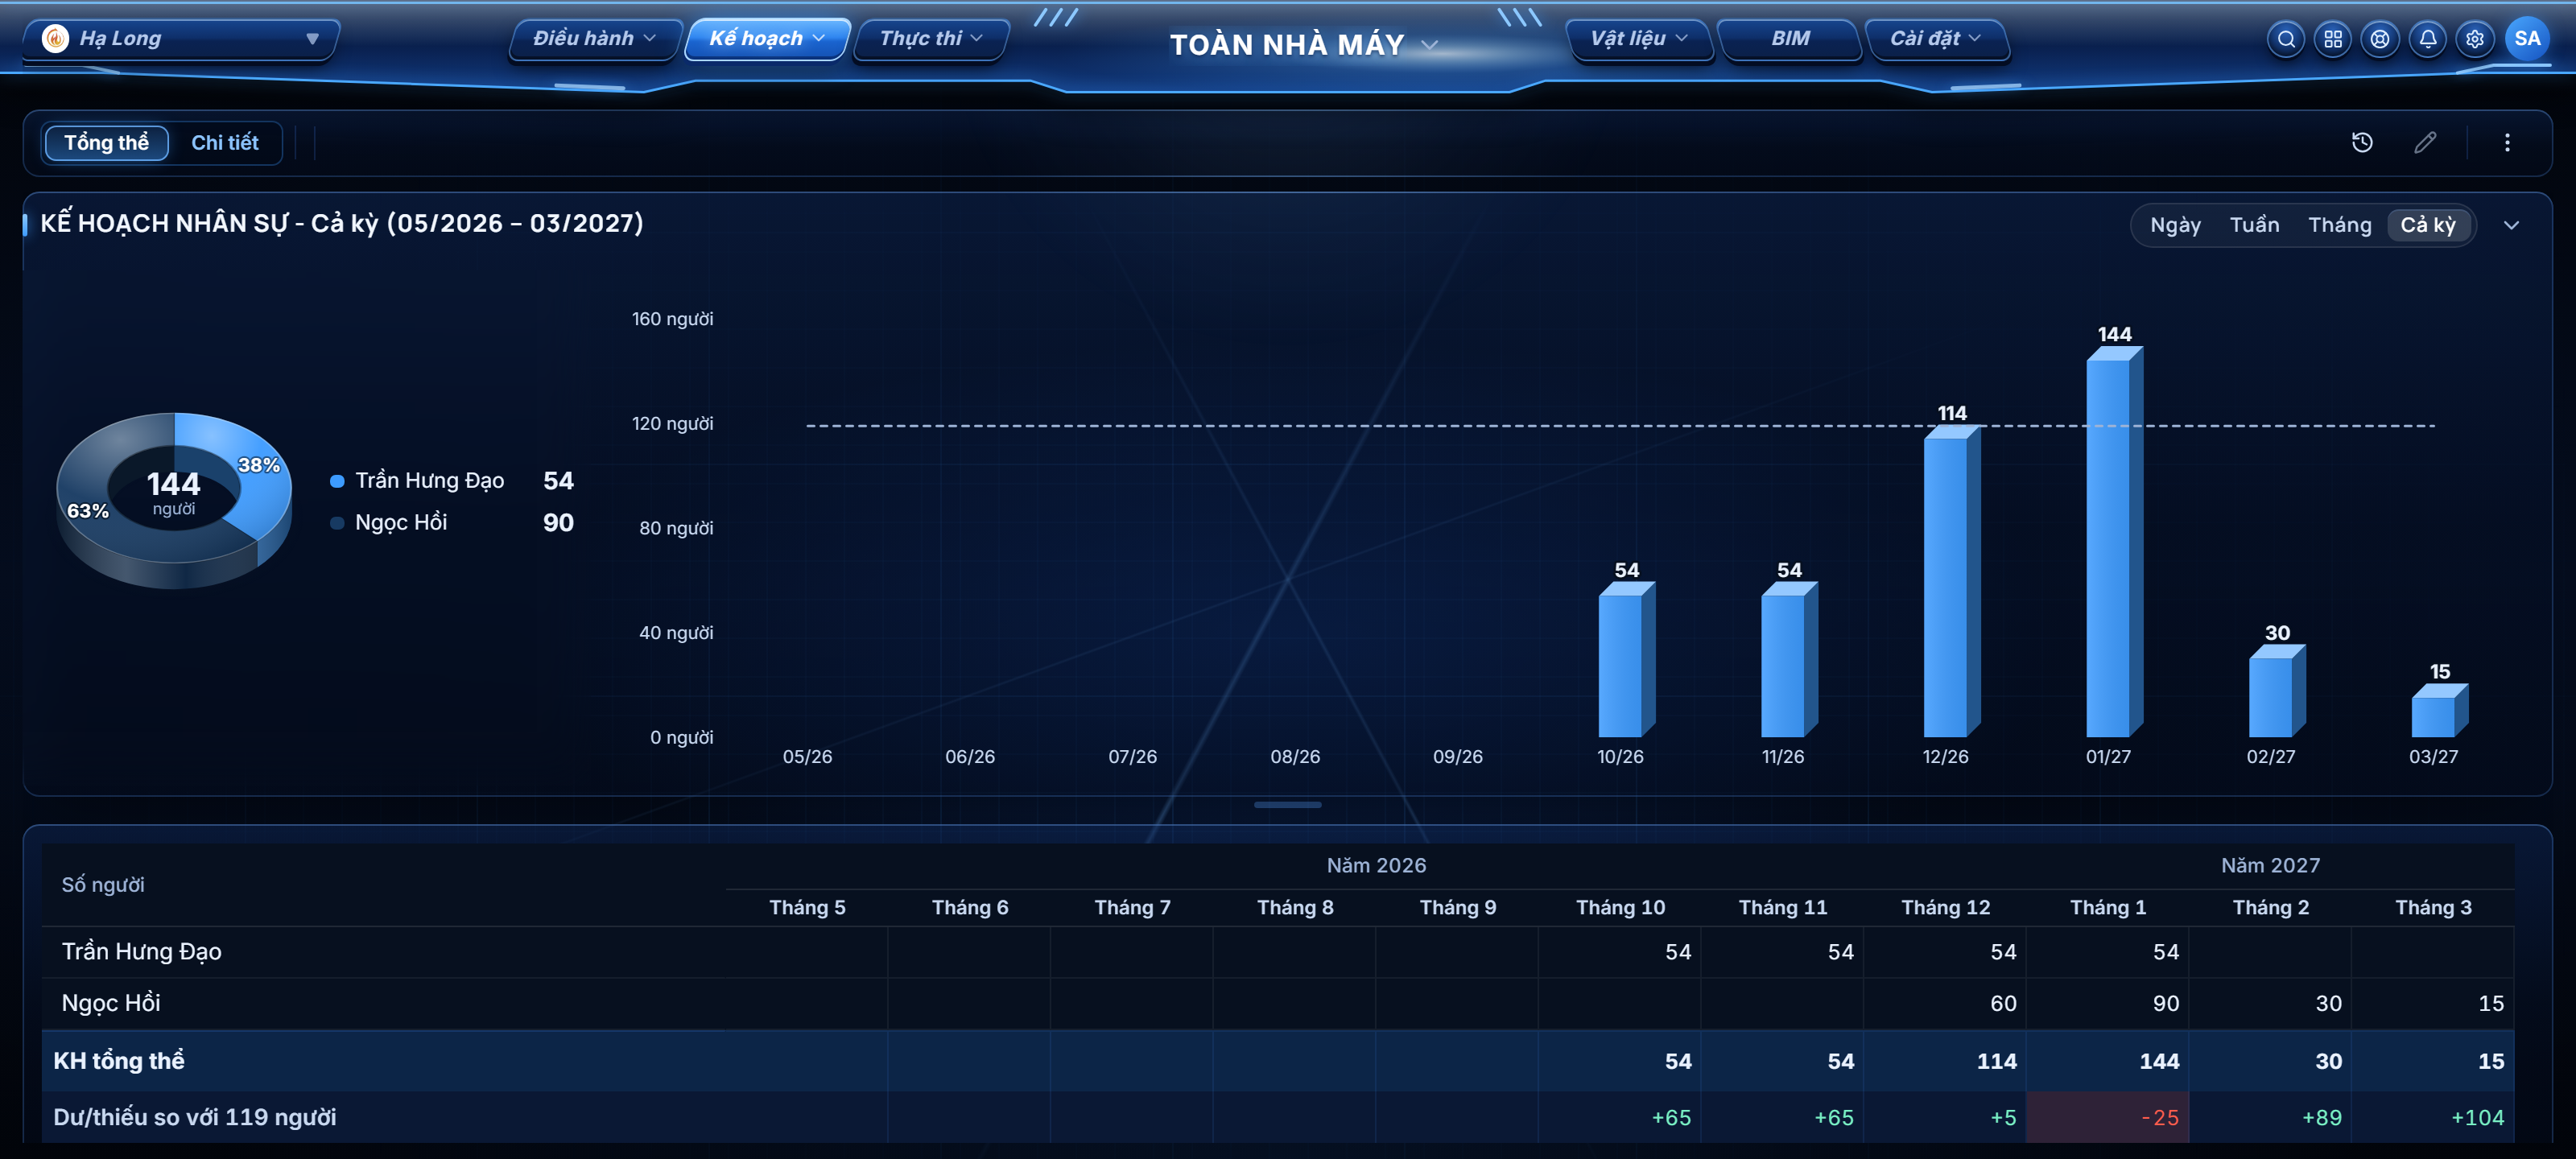 Hạ Long
Điều hành
Kế hoạch
Thực thi
TOÀN NHÀ MÁY
Vật liệu
BIM
Cài đặt
SA
Tổng thể
Chi tiết
KẾ HOẠCH NHÂN SỰ - Cả kỳ (05/2026 – 03/2027)
Ngày
Tuần
Tháng
Cả kỳ
38%
63%
144
người
Trần Hưng Đạo 54
Ngọc Hồi 90
160 người
120 người
80 người
40 người
0 người
54
54
114
144
30
15
05/26 06/26 07/26 08/26 09/26 10/26 11/26 12/26 01/27 02/27 03/27
Số người
Năm 2026 Năm 2027
Tháng 5 Tháng 6 Tháng 7 Tháng 8 Tháng 9 Tháng 10 Tháng 11 Tháng 12 Tháng 1 Tháng 2 Tháng 3
Trần Hưng Đạo 54 54 54 54
Ngọc Hồi 60 90 30 15
KH tổng thể 54 54 114 144 30 15
Dư/thiếu so với 119 người +65 +65 +5 -25 +89 +104